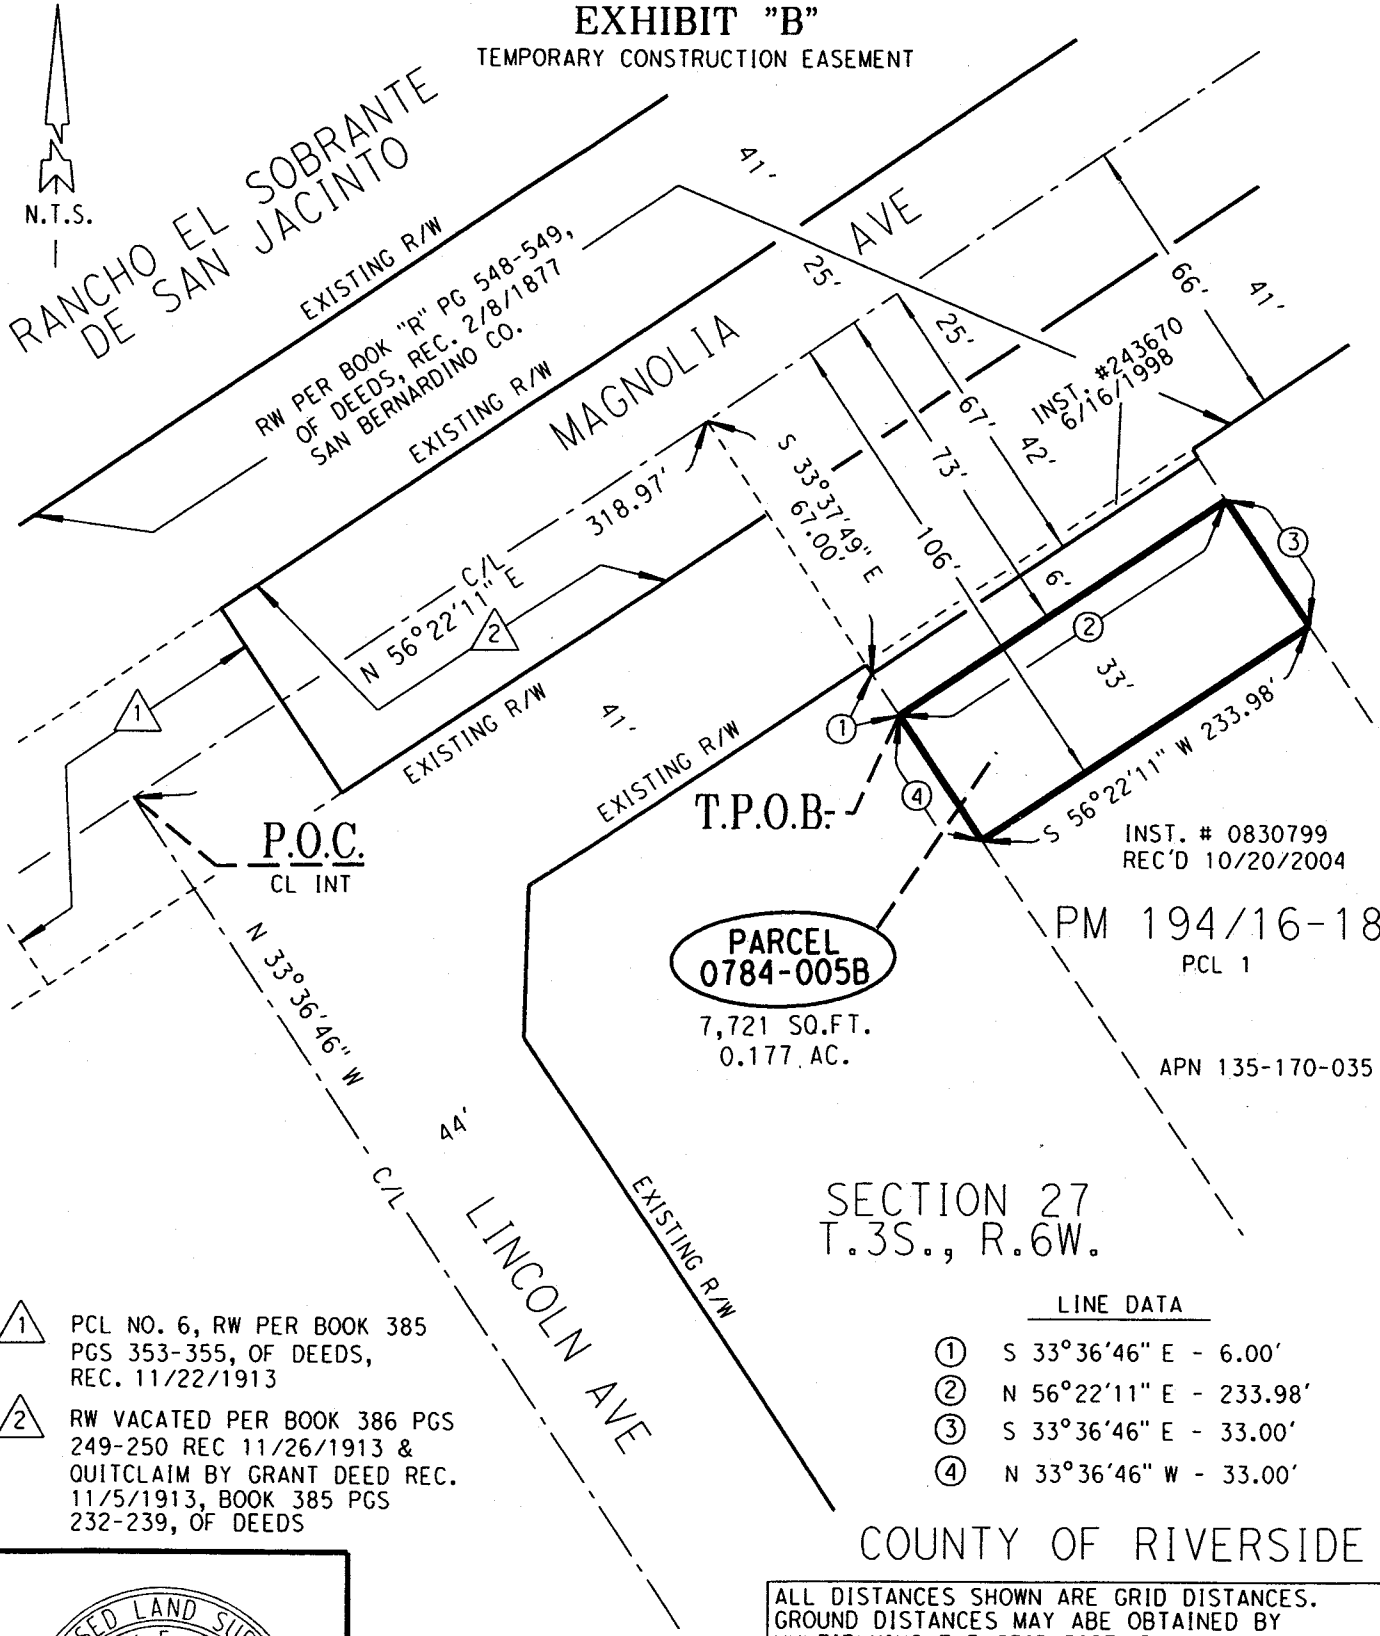 EXHIBIT "B"
TEMPORARY CONSTRUCTION EASEMENT
N.T.S.
RANCHO EL SOBRANTE
DE SAN JACINTO
EXISTING R/W
RW PER BOOK "R" PG 548-549,
OF DEEDS, REC. 2/8/1877
SAN BERNARDINO CO.
EXISTING R/W
MAGNOLIA AVE
41'
25'
25'
66'
41'
INST. #243670
6/16/1998
67'
42'
73'
106'
6'
S 33°37'49" E
67.00'
318.97'
C/L
N 56°22'11" E
2
1
EXISTING R/W
41'
EXISTING R/W
3
2
33'
1
4
T.P.O.B.
S 56°22'11" W 233.98'
P.O.C.
CL INT
INST. # 0830799
REC'D 10/20/2004
PM 194/16-18
PCL 1
PARCEL
0784-005B
7,721 SQ.FT.
0.177 AC.
APN 135-170-035
N 33°36'46" W
44'
C/L
LINCOLN AVE
EXISTING R/W
SECTION 27
T.3S., R.6W.
1 PCL NO. 6, RW PER BOOK 385
PGS 353-355, OF DEEDS,
REC. 11/22/1913
2 RW VACATED PER BOOK 386 PGS
249-250 REC 11/26/1913 &
QUITCLAIM BY GRANT DEED REC.
11/5/1913, BOOK 385 PGS
232-239, OF DEEDS
LINE DATA
1 S 33°36'46" E - 6.00'
2 N 56°22'11" E - 233.98'
3 S 33°36'46" E - 33.00'
4 N 33°36'46" W - 33.00'
COUNTY OF RIVERSIDE
ALL DISTANCES SHOWN ARE GRID DISTANCES.
GROUND DISTANCES MAY ABE OBTAINED BY
LAND